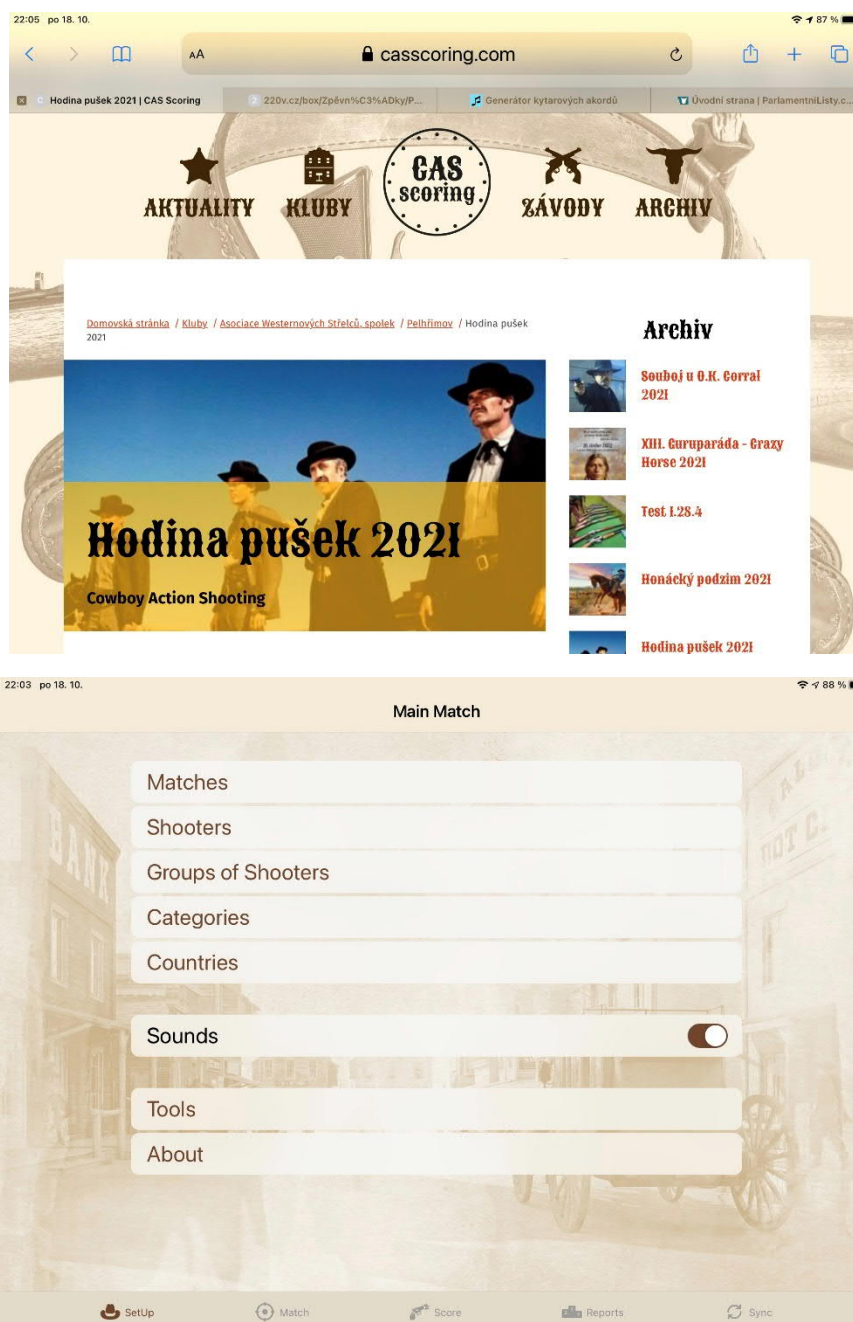 22:05 po 18. 10.
87 %
AA
casscoring.com
Hodina pušek 2021 | CAS Scoring
220v.cz/box/Zpěvn%C3%ADky/P...
Generátor kytarových akordů
Úvodní strana | ParlamentniListy.c...
AKTUALITY
KLUBY
CAS
scoring
ZÁVODY
ARCHIV
Domovská stránka / Kluby / Asociace Westernových Střelců, spolek / Pelhřimov / Hodina pušek
2021
Hodina pušek 2021
Cowboy Action Shooting
Archiv
Souboj u O.K. Corral
2021
XIII. Guruparáda - Crazy
Horse 2021
Test 1.28.4
Honácký podzim 2021
Hodina pušek 2021
22:03 po 18. 10.
88 %
Main Match
Matches
Shooters
Groups of Shooters
Categories
Countries
Sounds
Tools
About
BANK
SetUp
Match
Score
Reports
Sync